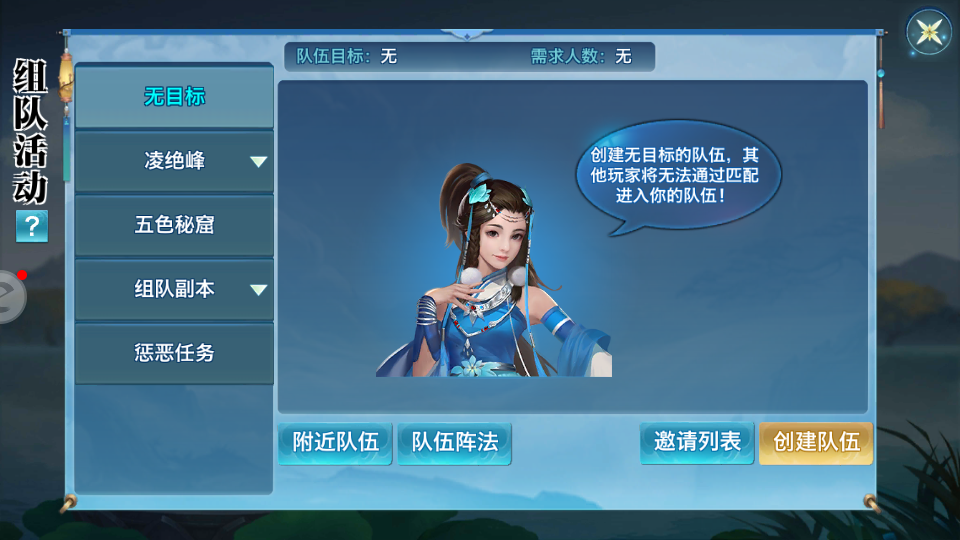 组队活动
?
队伍目标：无 需求人数：无
无目标
凌绝峰
五色秘窟
组队副本
惩恶任务
创建无目标的队伍，其
他玩家将无法通过匹配
进入你的队伍！
附近队伍 队伍阵法 邀请列表 创建队伍